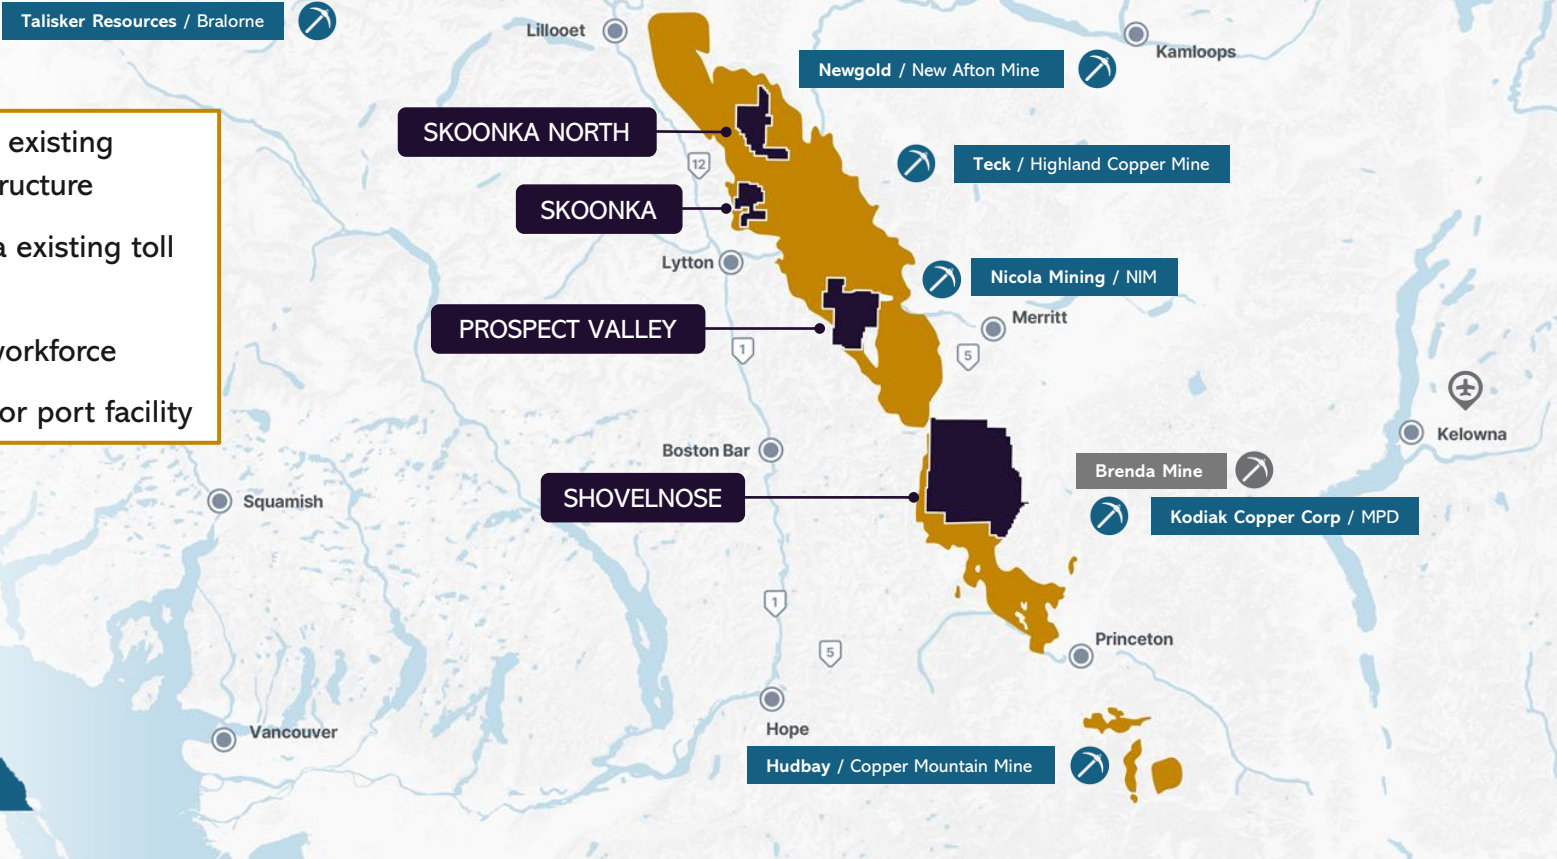 Talisker Resources / Bralorne
Lillooet
Kamloops
Newgold / New Afton Mine
existing
ructure
a existing toll
workforce
or port facility
SKOONKA NORTH
12
Teck / Highland Copper Mine
SKOONKA
Lytton
Nicola Mining / NIM
PROSPECT VALLEY
Merritt
1
5
Kelowna
Boston Bar
Brenda Mine
SHOVELNOSE
Squamish
Kodiak Copper Corp / MPD
1
5
Princeton
Hope
Vancouver
Hudbay / Copper Mountain Mine